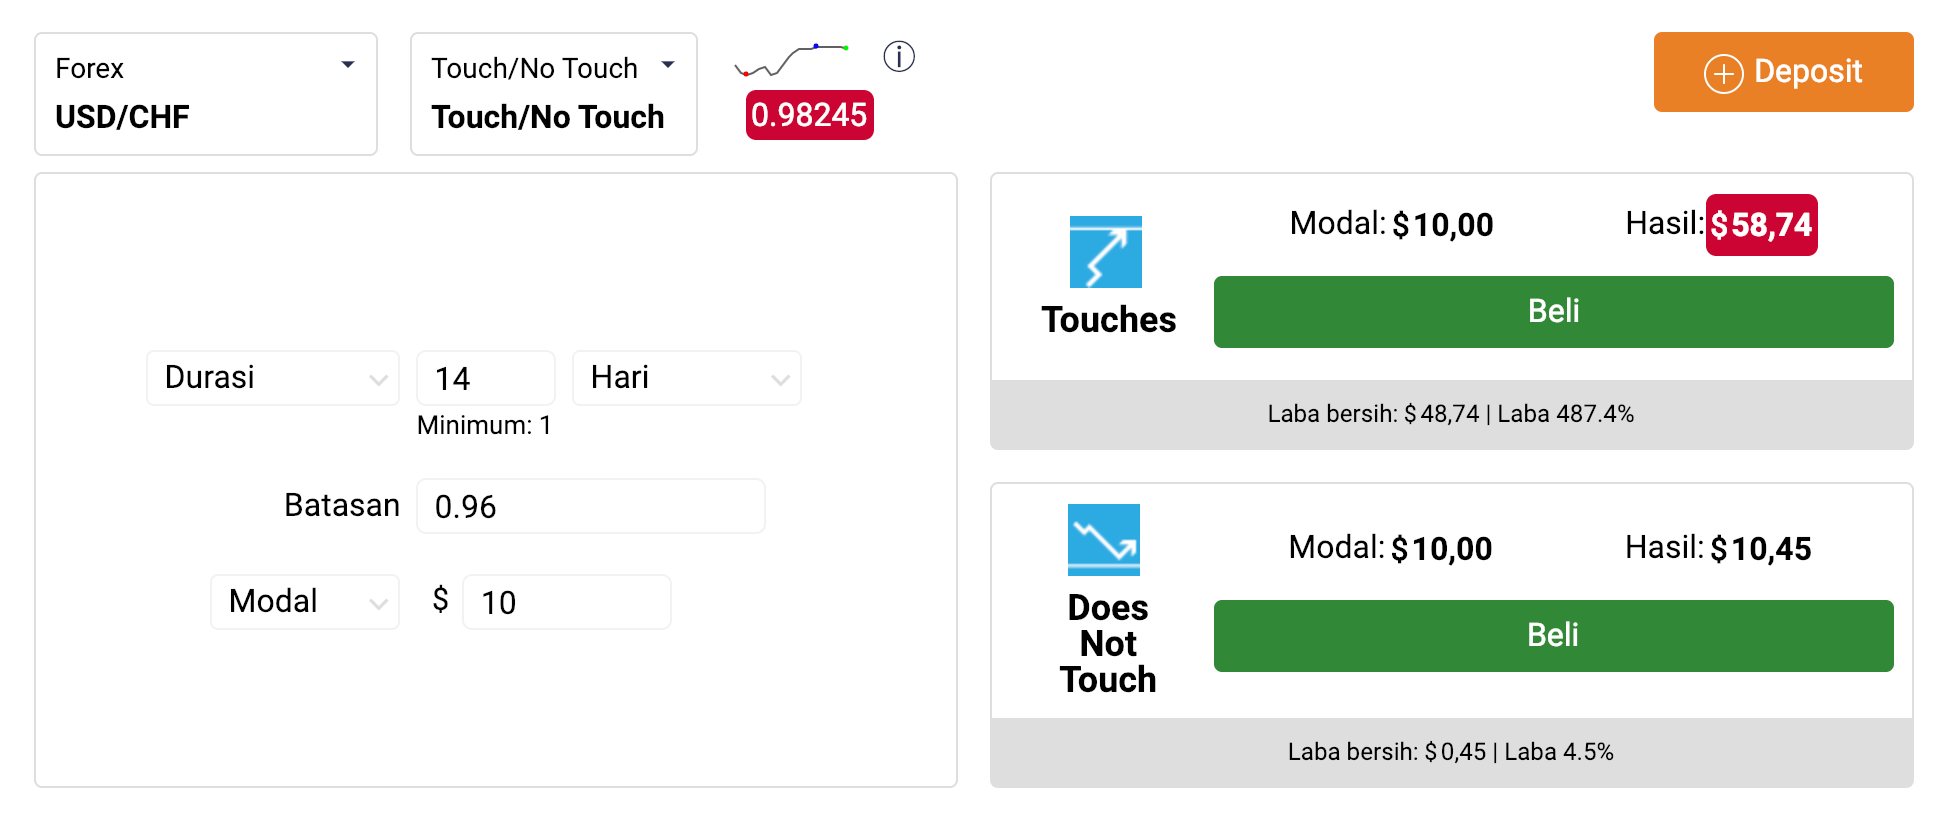 Forex
USD/CHF
Touch/No Touch
Touch/No Touch
0.98245
Deposit
Durasi
14
Hari
Minimum: 1
Batasan
0.96
Modal
$
10
Touches
Modal: $10,00
Hasil: $58,74
Beli
Laba bersih: $48,74 | Laba 487.4%
Does
Not
Touch
Modal: $10,00
Hasil: $10,45
Beli
Laba bersih: $0,45 | Laba 4.5%